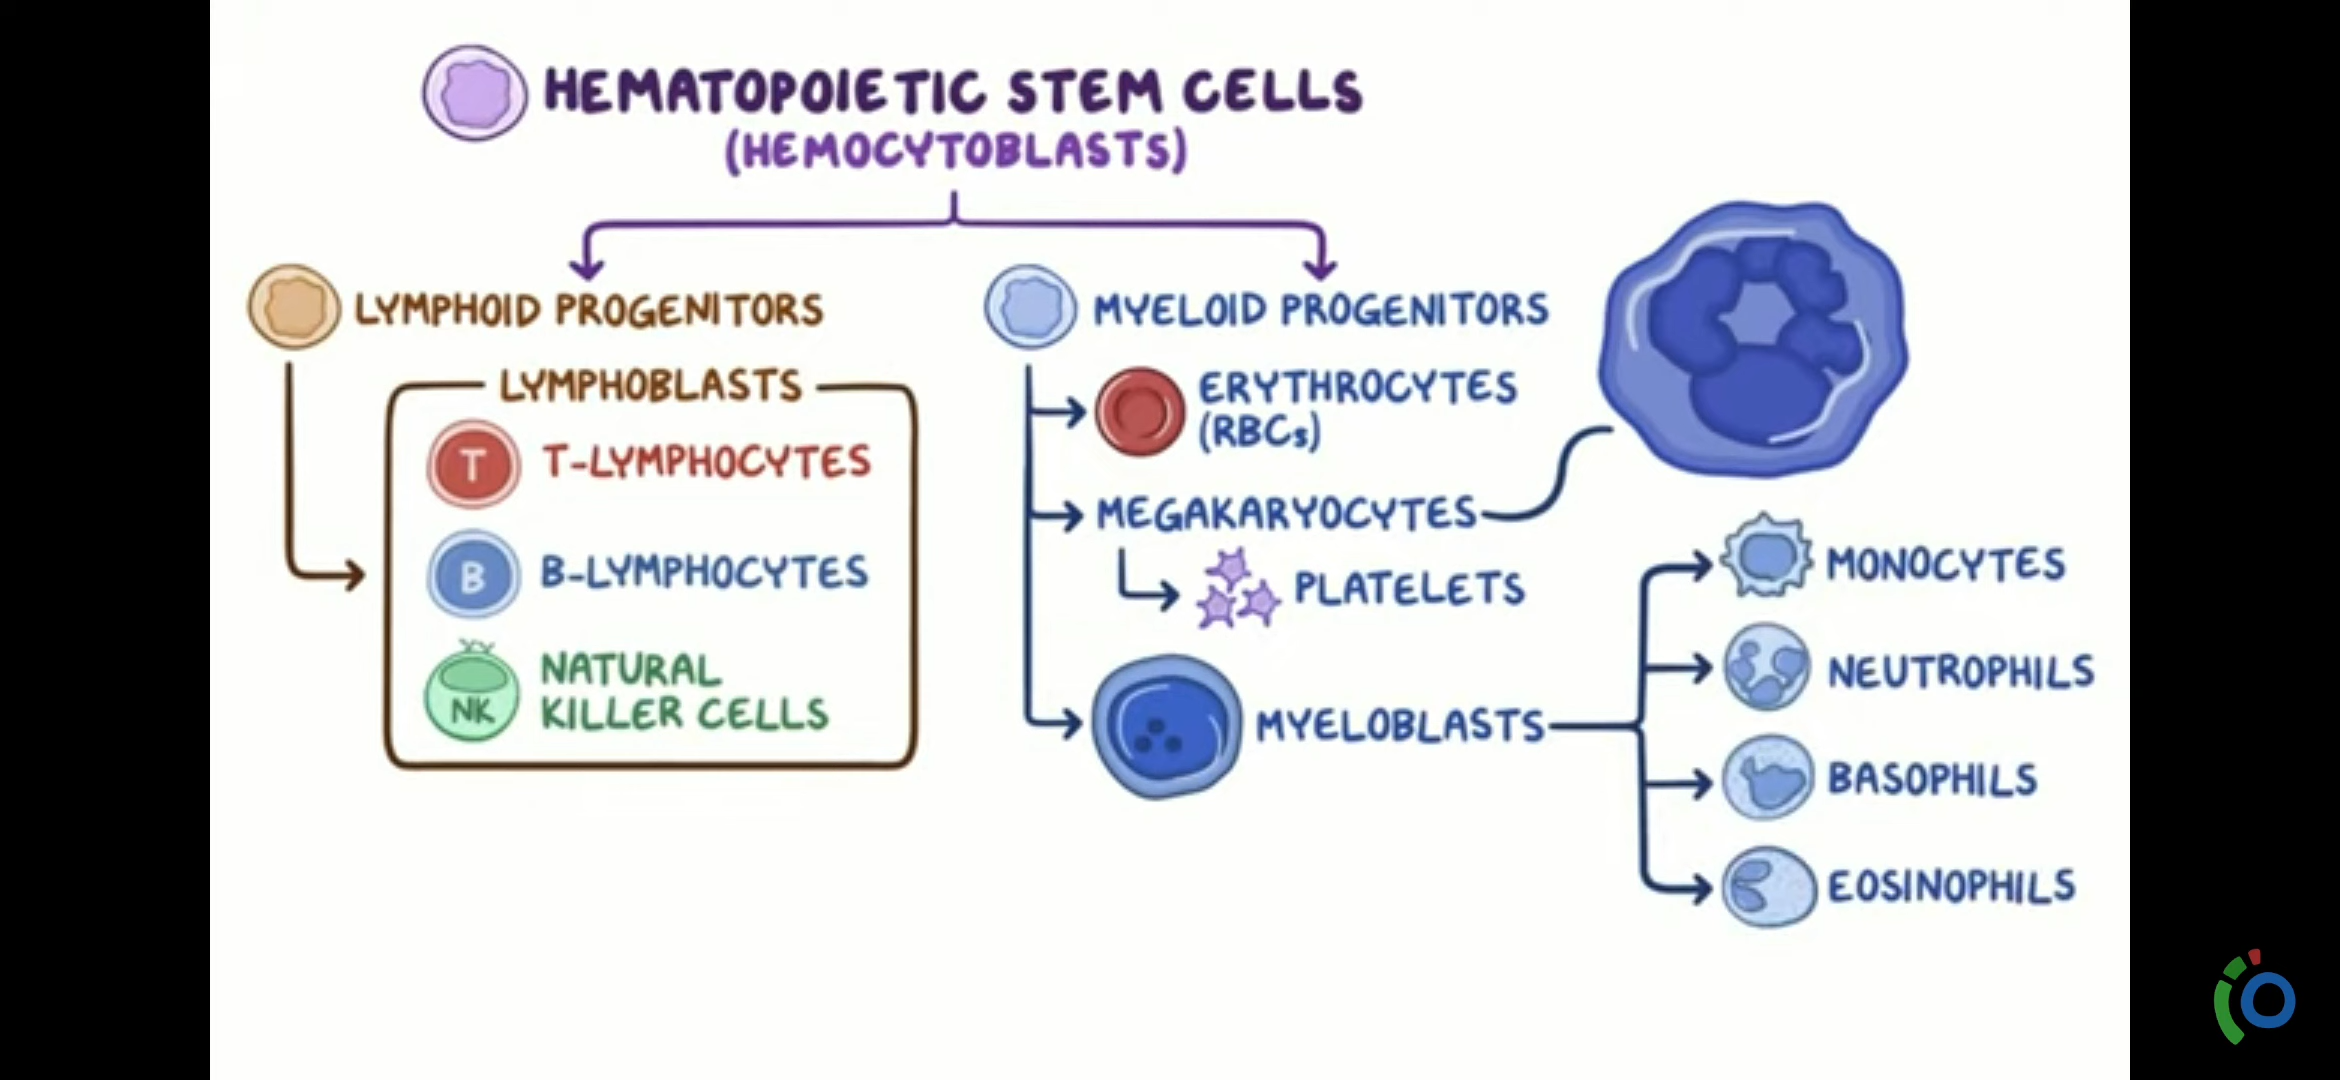 HEMATOPOIETIC STEM CELLS
(HEMOCYTOBLASTS)
LYMPHOID PROGENITORS
LYMPHOBLASTS
T
T-LYMPHOCYTES
B
B-LYMPHOCYTES
NK
NATURAL
KILLER CELLS
MYELOID PROGENITORS
ERYTHROCYTES
(RBCs)
MEGAKARYOCYTES
PLATELETS
MYELOBLASTS
MONOCYTES
NEUTROPHILS
BASOPHILS
EOSINOPHILS